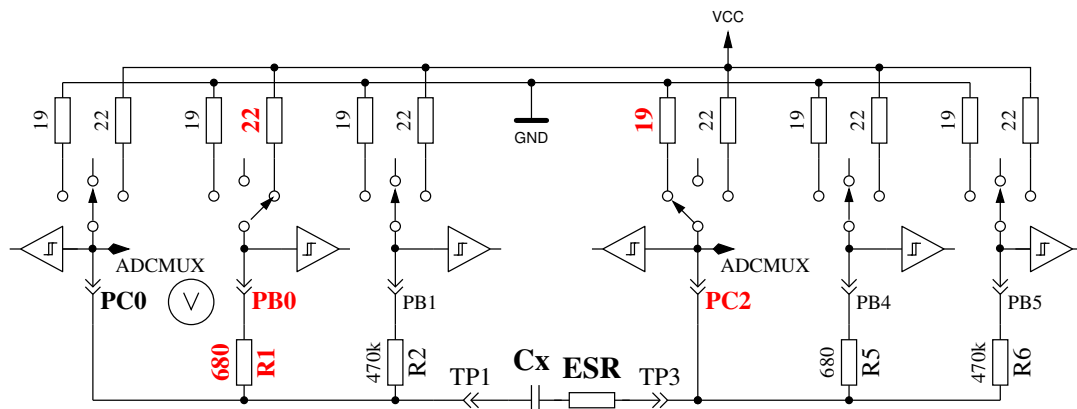 VCC
19
22
19
22
19
22
GND
19
22
19
22
19
22
ADCMUX
ADCMUX
PC0
V
PB0
PB1
PC2
PB4
PB5
680
R1
470k
R2
TP1
Cx
ESR
TP3
680
R5
470k
R6